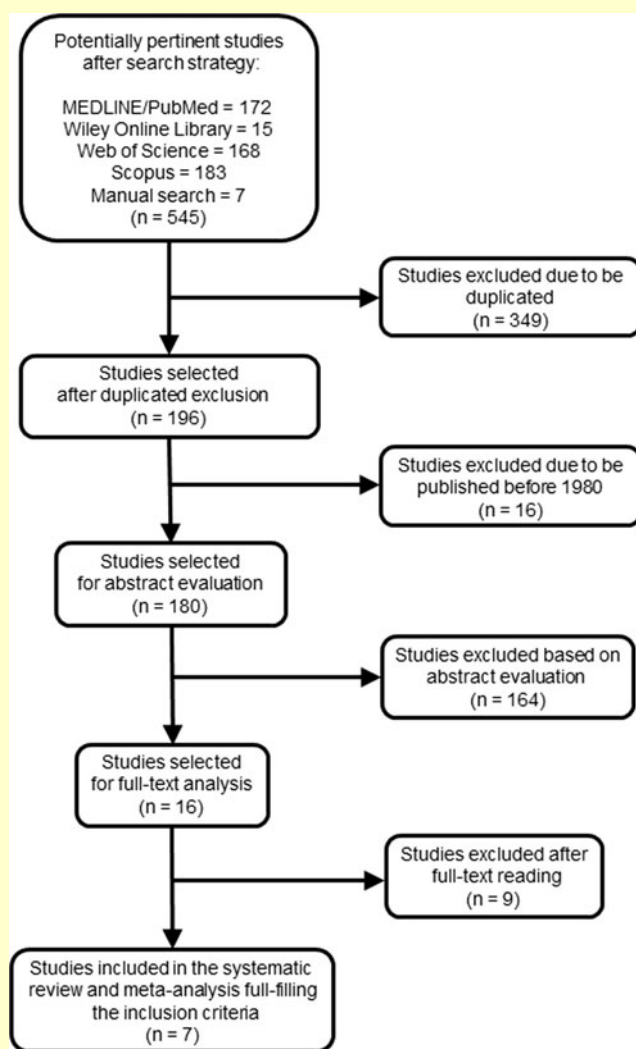 Potentially pertinent studies
after search strategy:
MEDLINE/PubMed = 172
Wiley Online Library = 15
Web of Science = 168
Scopus = 183
Manual search = 7
(n = 545)
Studies excluded due to be
duplicated
(n = 349)
Studies selected
after duplicated exclusion
(n = 196)
Studies excluded due to be
published before 1980
(n = 16)
Studies selected
for abstract evaluation
(n = 180)
Studies excluded based on
abstract evaluation
(n = 164)
Studies selected
for full-text analysis
(n = 16)
Studies excluded after
full-text reading
(n = 9)
Studies included in the systematic
review and meta-analysis full-filling
the inclusion criteria
(n = 7)